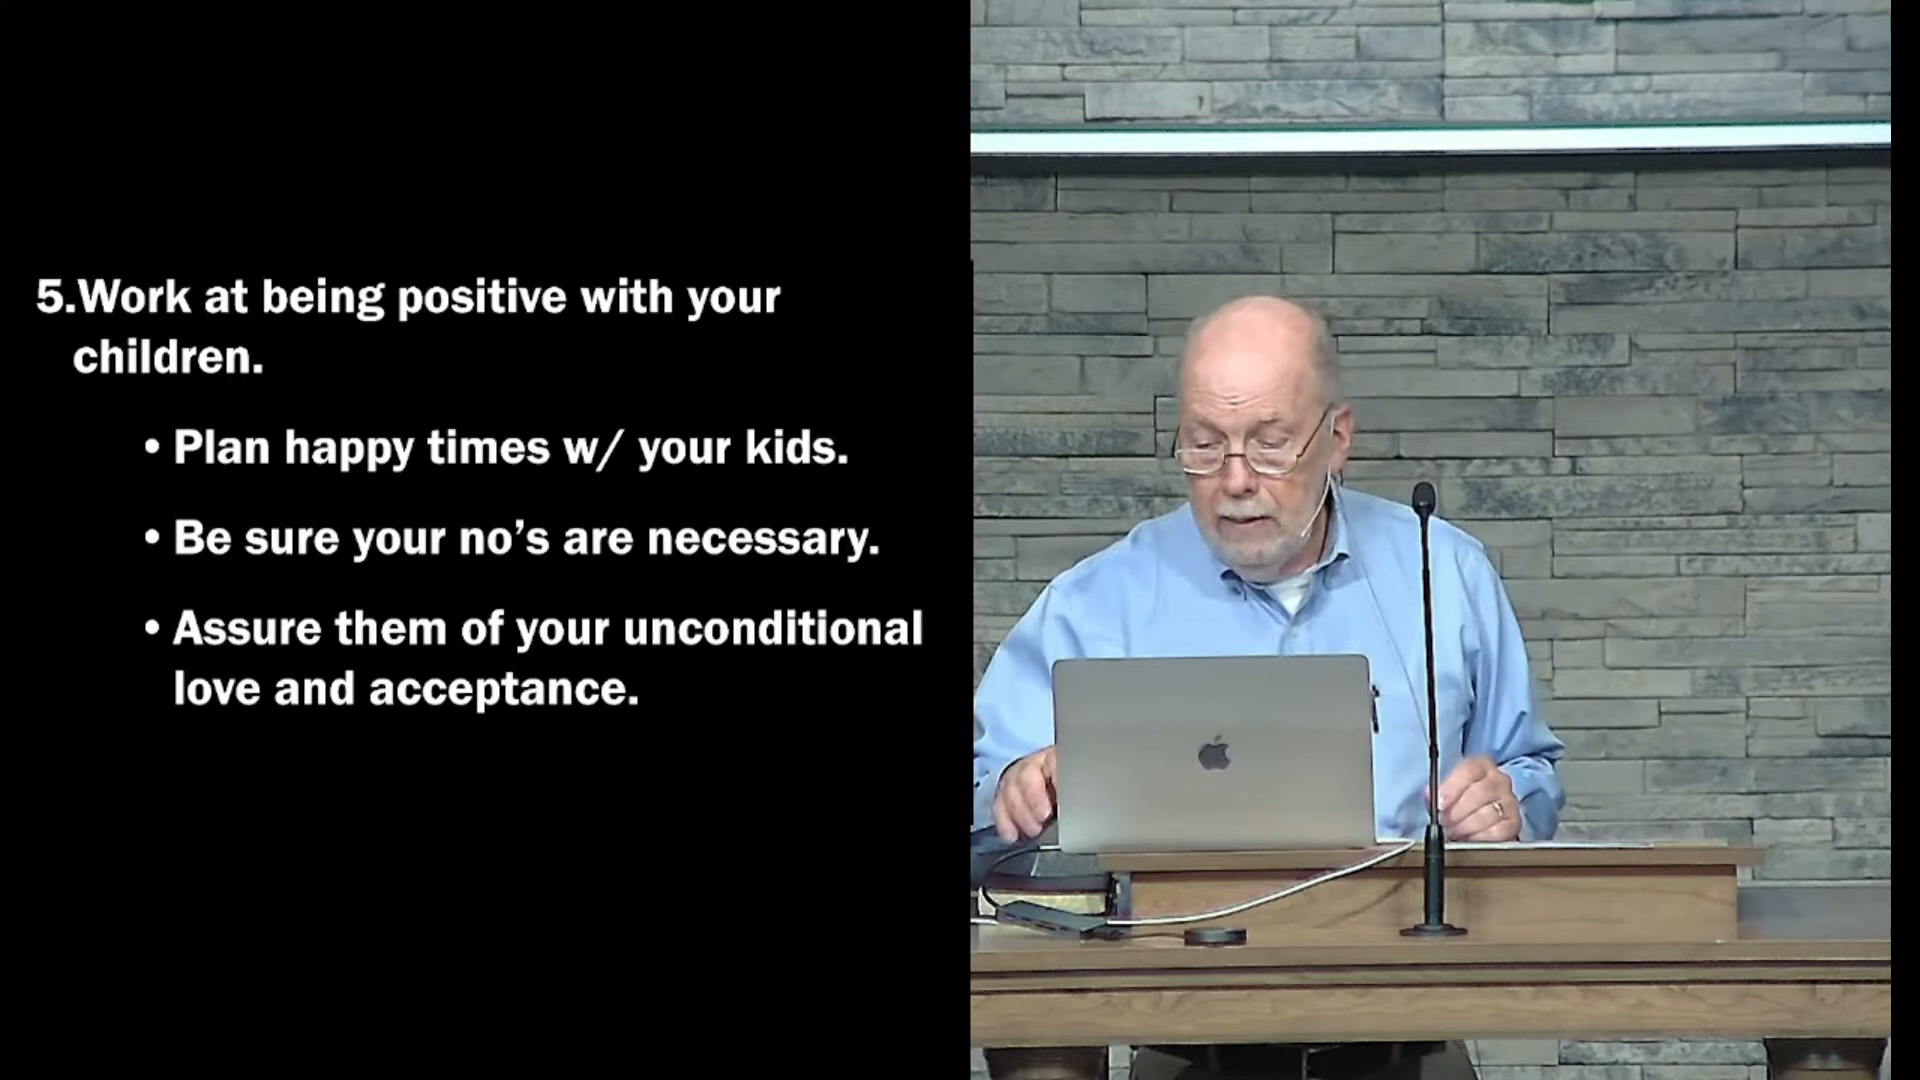 5.Work at being positive with your
children.
• Plan happy times w/ your kids.
• Be sure your no’s are necessary.
• Assure them of your unconditional
love and acceptance.